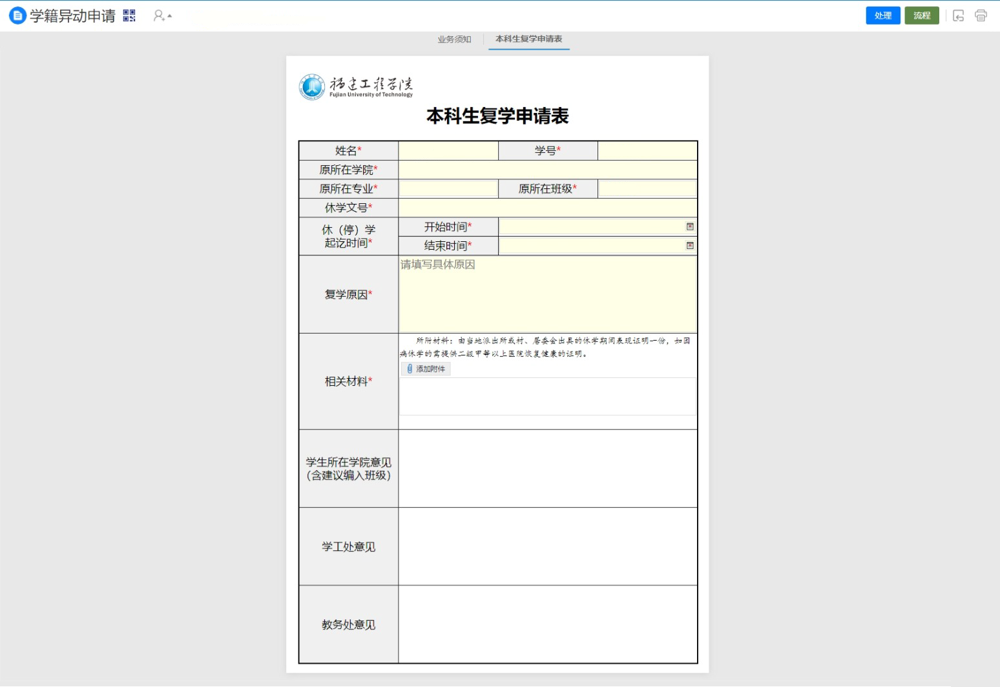 学籍异动申请
处理
流程
业务须知
本科生复学申请表
福建工程学院
Fujian University of Technology
本科生复学申请表
姓名*
学号*
原所在学院*
原所在专业*
原所在班级*
休学文号*
休（停）学
起讫时间*
开始时间*
结束时间*
复学原因*
请填写具体原因
相关材料*
所附材料：由当地派出所或村、居委会出具的休学期间表现证明一份，如因
病休学的需提供二级甲等以上医院恢复健康的证明。
添加附件
学生所在学院意见
（含建议编入班级）
学工处意见
教务处意见